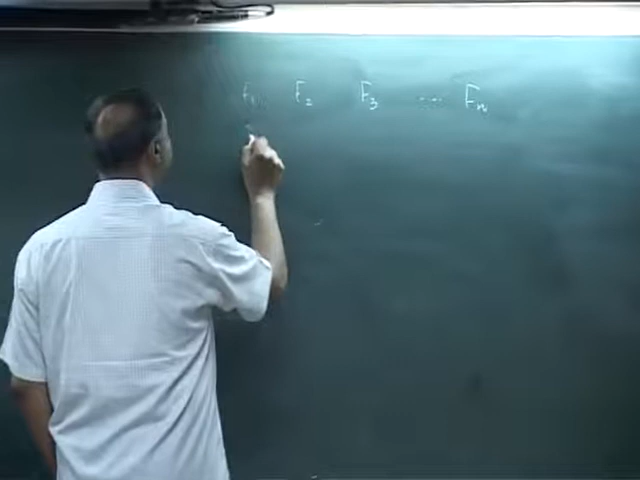 F₁ F₂ F₃ ---- Fₙ